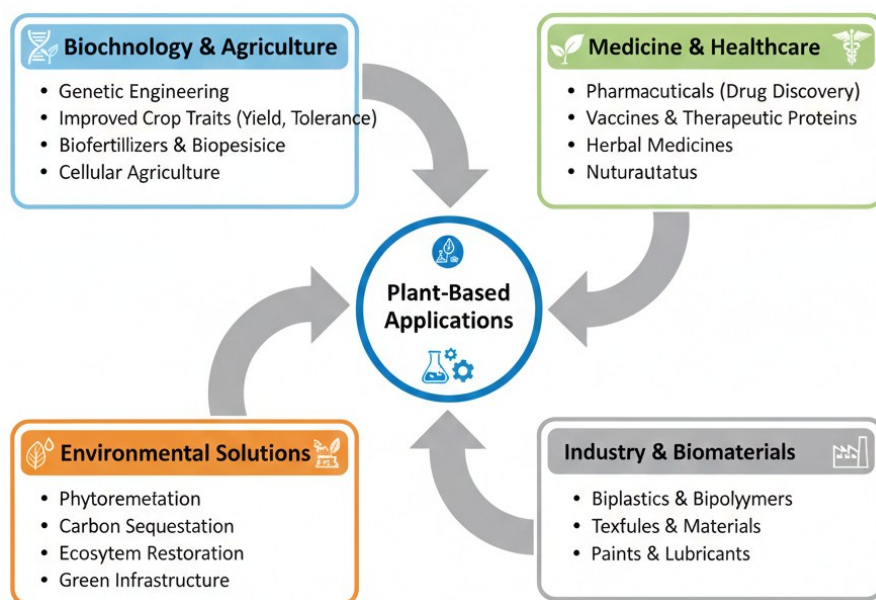 Biochnology & Agriculture
• Genetic Engineering
• Improved Crop Traits (Yield, Tolerance)
• Biofertillizers & Biopesisice
• Cellular Agriculture
Medicine & Healthcare
• Pharmacuticals (Drug Discovery)
• Vaccines & Therapeutic Proteins
• Herbal Medicines
• Nuturautatus
Plant-Based
Applications
Environmental Solutions
• Phytoremetation
• Carbon Sequestation
• Ecosytem Restoration
• Green Infrastructure
Industry & Biomaterials
• Biplastics & Bipolyymers
• Texfules & Materials
• Paints & Lubricants